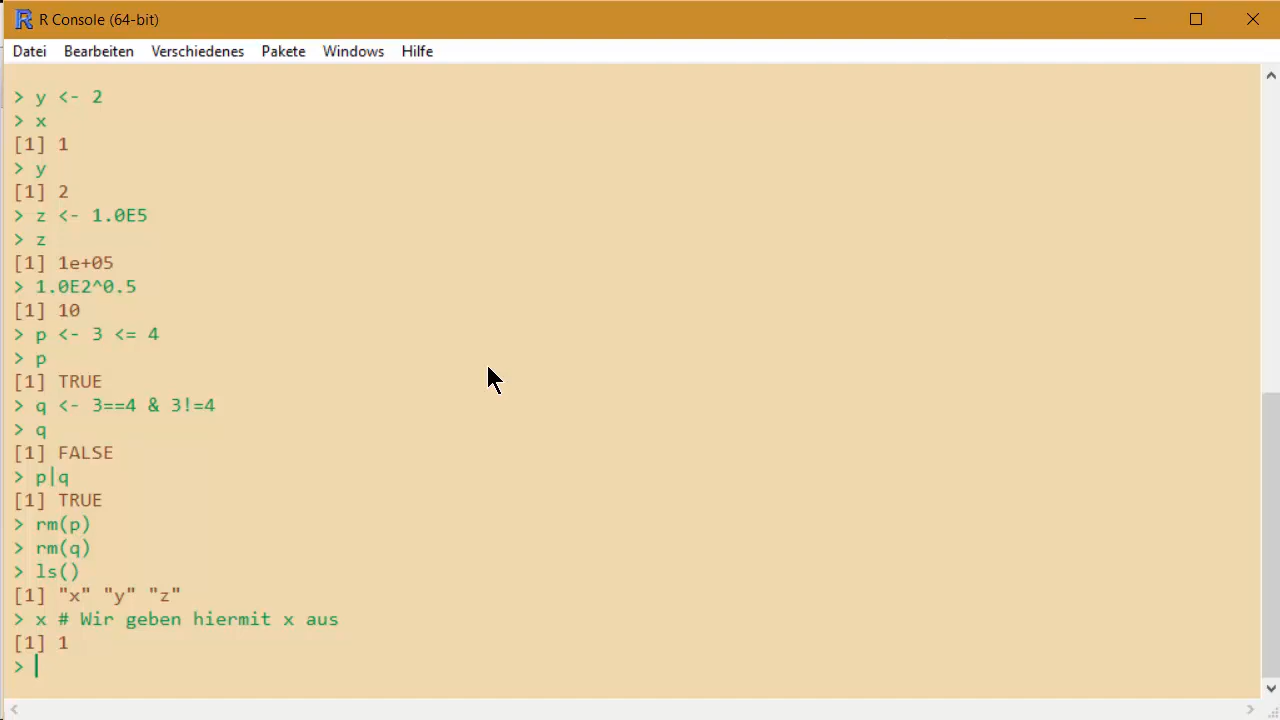 R Console (64-bit)
Datei Bearbeiten Verschiedenes Pakete Windows Hilfe
> y <- 2
> x
[1] 1
> y
[1] 2
> z <- 1.0E5
> z
[1] 1e+05
> 1.0E2^0.5
[1] 10
> p <- 3 <= 4
> p
[1] TRUE
> q <- 3==4 & 3!=4
> q
[1] FALSE
> p|q
[1] TRUE
> rm(p)
> rm(q)
> ls()
[1] "x" "y" "z"
> x # Wir geben hiermit x aus
[1] 1
>